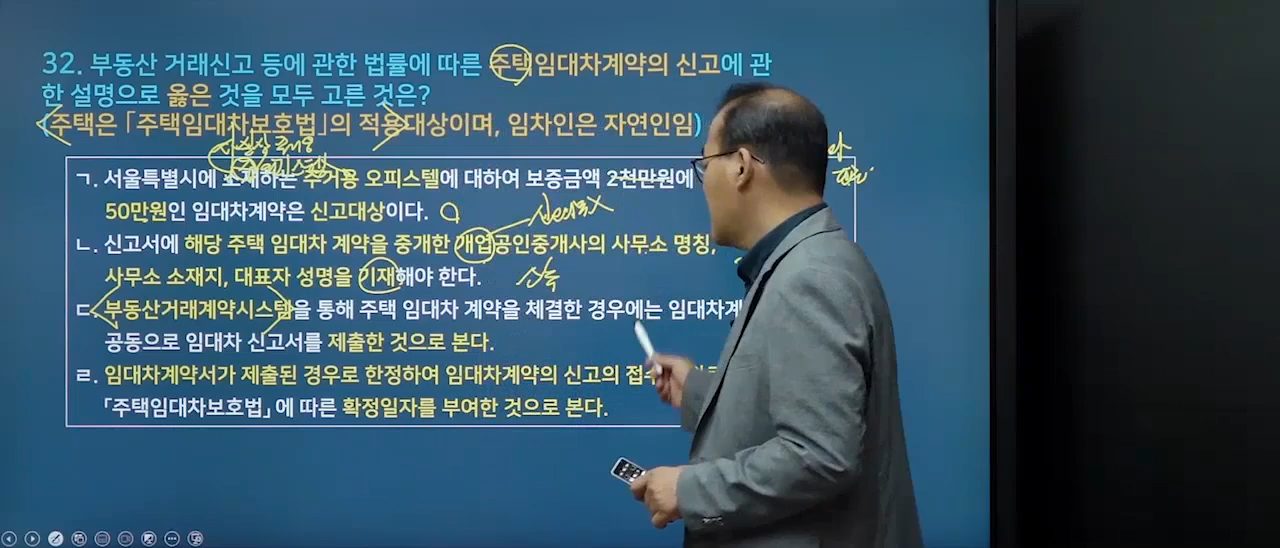 32. 부동산 거래신고 등에 관한 법률에 따른 주택임대차계약의 신고에 관
한 설명으로 옳은 것을 모두 고른 것은?
(주택은 「주택임대차보호법」의 적용대상이며, 임차인은 자연인임)
ㄱ. 서울특별시에 소재하는 주거용 오피스텔에 대하여 보증금액 2천만원에
50만원인 임대차계약은 신고대상이다.
ㄴ. 신고서에 해당 주택 임대차 계약을 중개한 개업공인중개사의 사무소 명칭,
사무소 소재지, 대표자 성명을 기재해야 한다.
ㄷ. 부동산거래계약시스템을 통해 주택 임대차 계약을 체결한 경우에는 임대차계
공동으로 임대차 신고서를 제출한 것으로 본다.
ㄹ. 임대차계약서가 제출된 경우로 한정하여 임대차계약의 신고의 접수
「주택임대차보호법」에 따른 확정일자를 부여한 것으로 본다.